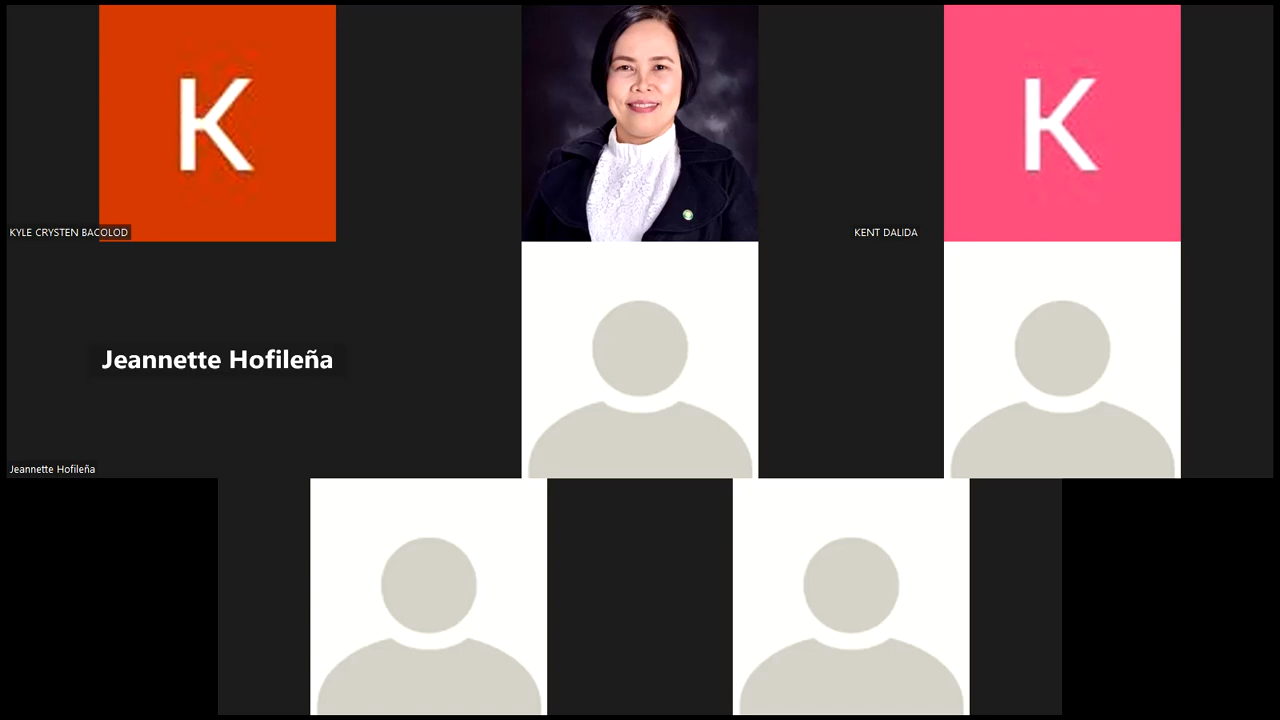 K
K
KYLE CRYSTEN BACOLOD
KENT DALIDA
Jeannette Hofileña
Jeannette Hofileña